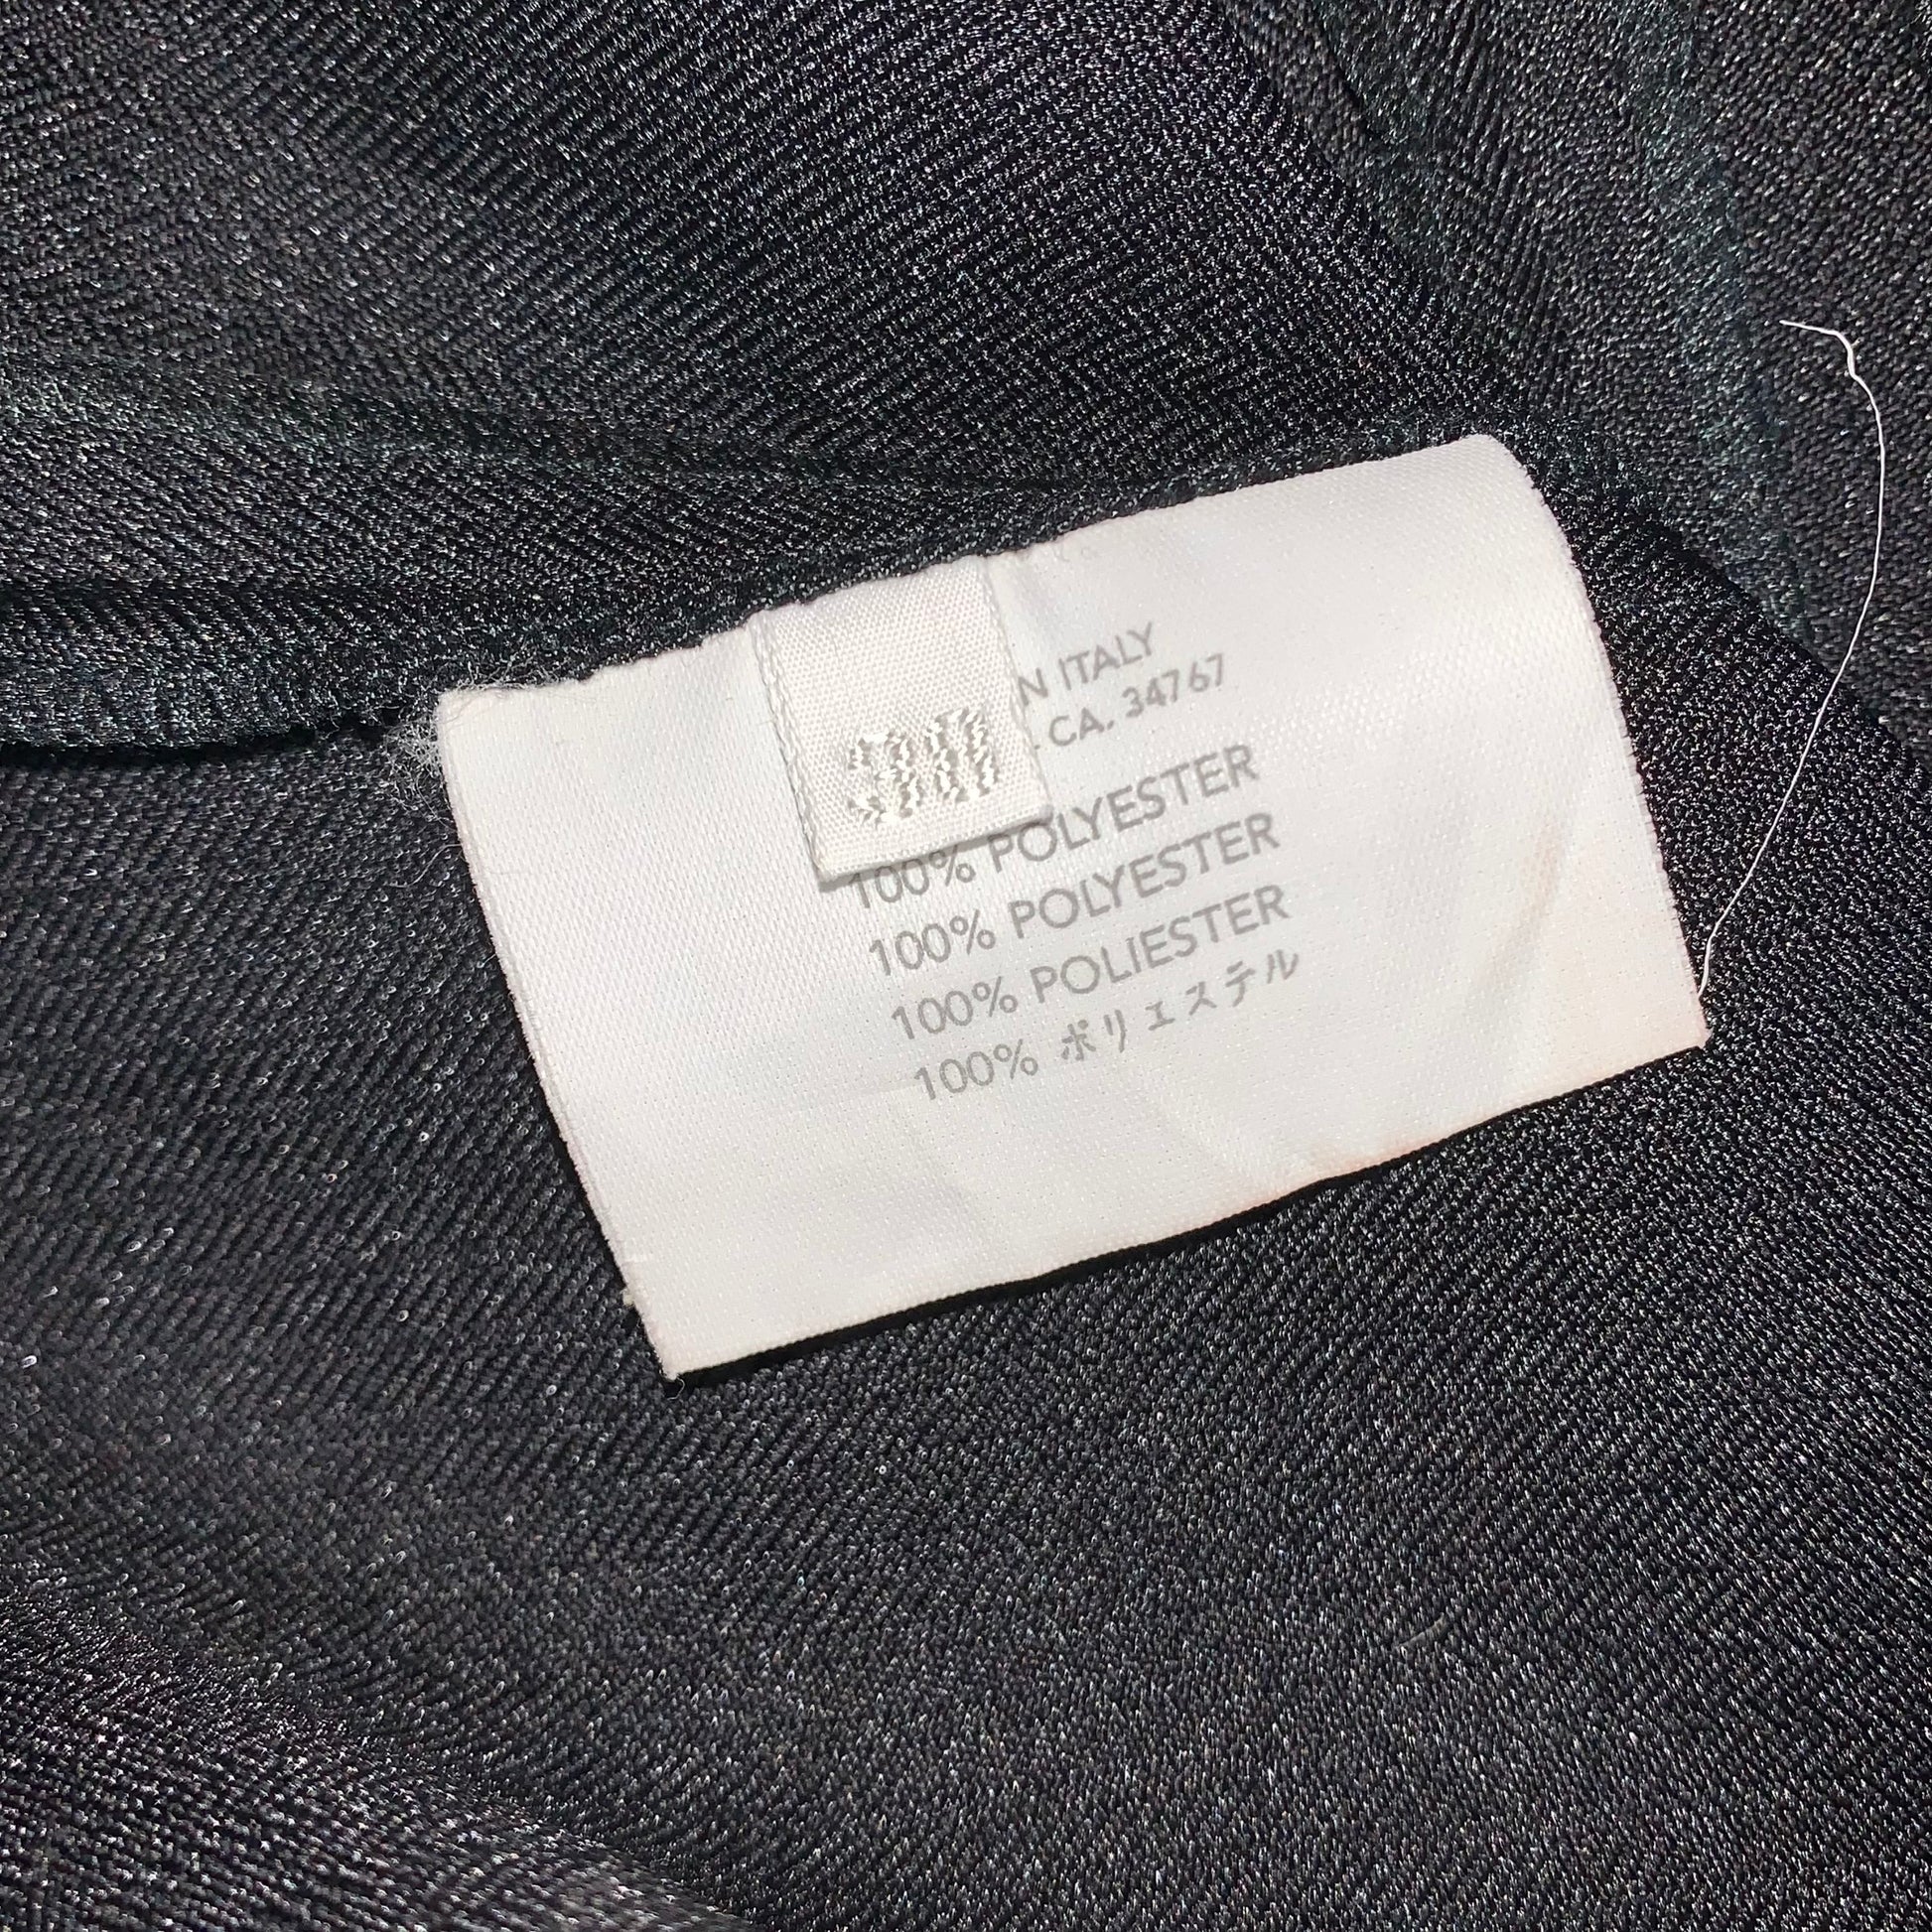 N ITALY
CA. 34767
100% POLYESTER
100% POLYESTER
100% POLIESTER
100% ポリエステル